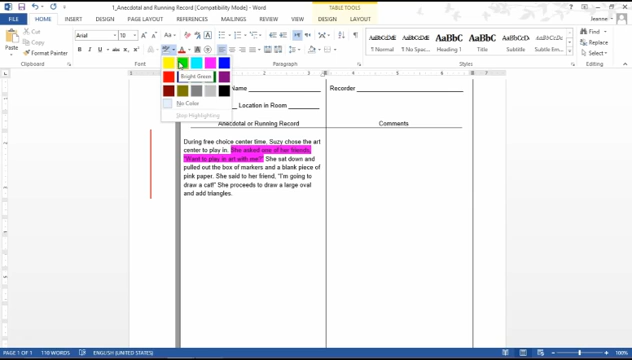 1_Anecdotal and Running Record [Compatibility Mode] - Word
TABLE TOOLS
FILE HOME INSERT DESIGN PAGE LAYOUT REFERENCES MAILINGS REVIEW VIEW DESIGN LAYOUT
Jeanne
Cut
Copy
Format Painter
Paste
Arial 10
¶ Normal
¶ No Spac...
Heading 1
Title
Subtitle
Subtle Em...
Find
Replace
Select
Clipboard
Font
Paragraph
Styles
Editing
Bright Green
No Color
Stop Highlighting
Name
Recorder
Location in Room
Anecdotal or Running Record
Comments
During free choice center time, Suzy chose the art
center to play in. She asked one of her friends,
"Want to play in art with me?" She sat down and
pulled out the box of markers and a blank piece of
pink paper. She said to her friend, "I'm going to
draw a cat!" She proceeds to draw a large oval
and add triangles.
PAGE 1 OF 1 110 WORDS ENGLISH (UNITED STATES)
100%